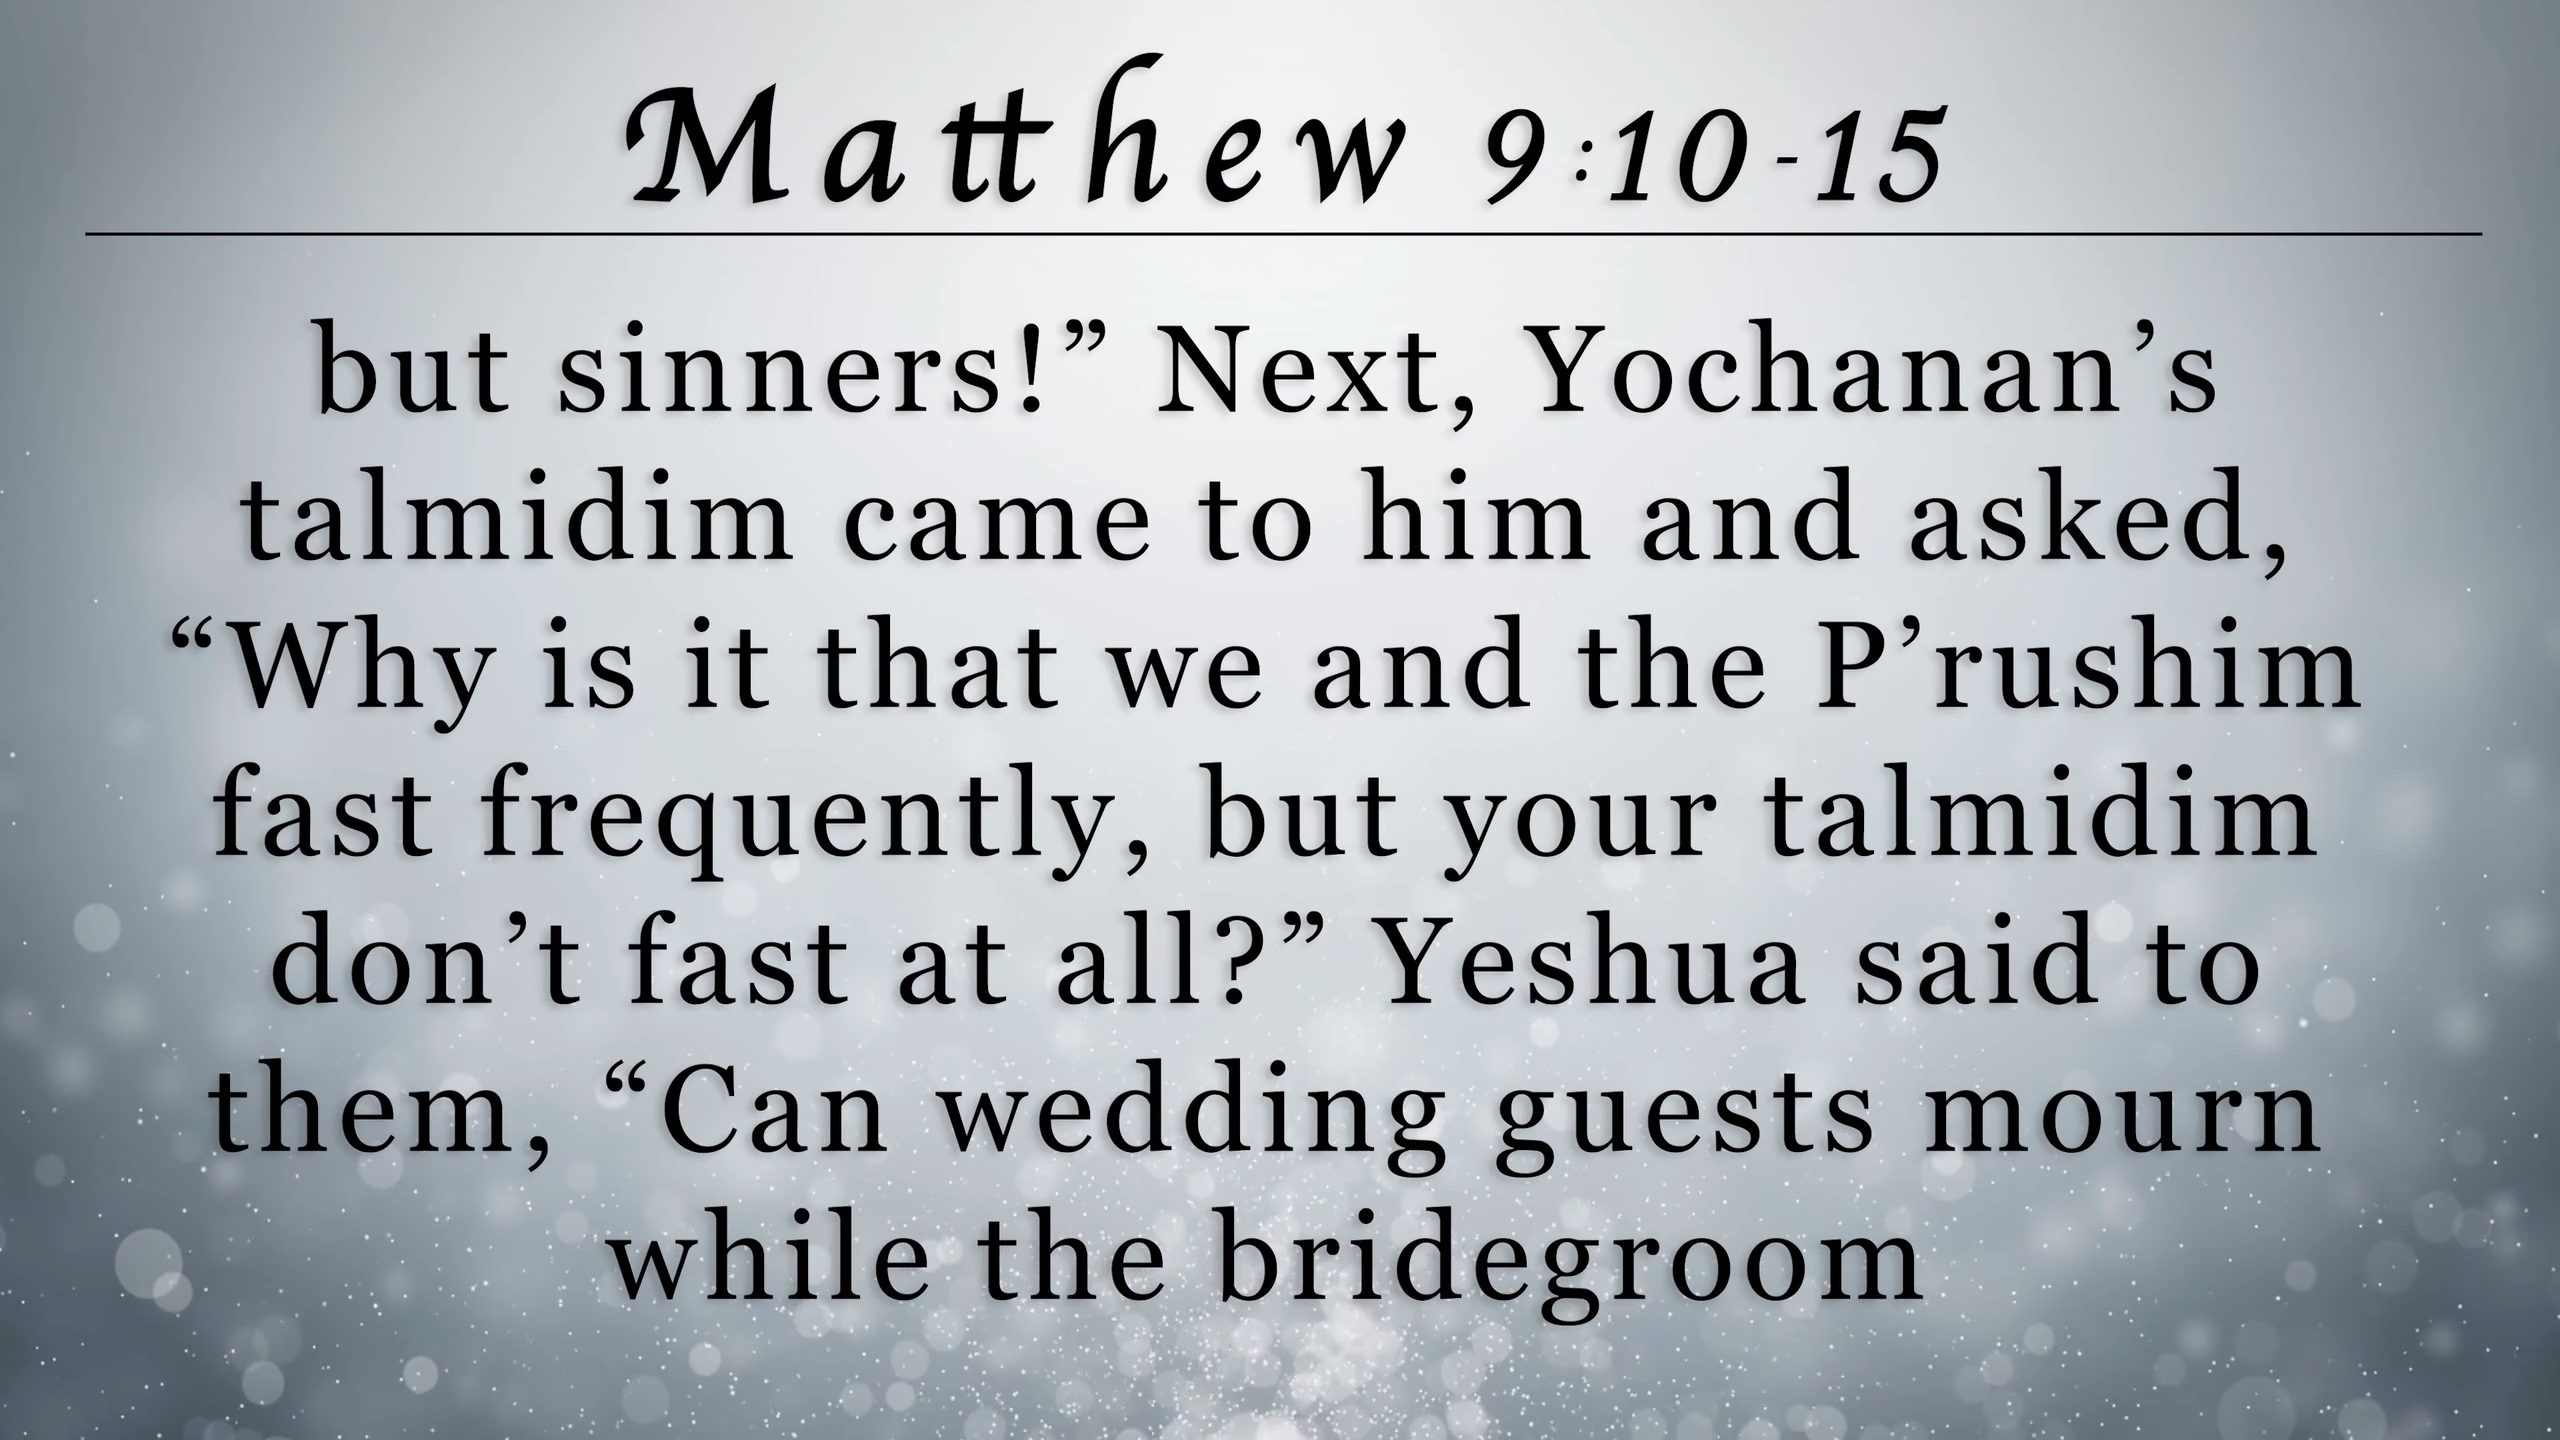 Matthew 9:10-15
but sinners!” Next, Yochanan’s
talmidim came to him and asked,
“Why is it that we and the P’rushim
fast frequently, but your talmidim
don’t fast at all?” Yeshua said to
them, “Can wedding guests mourn
while the bridegroom